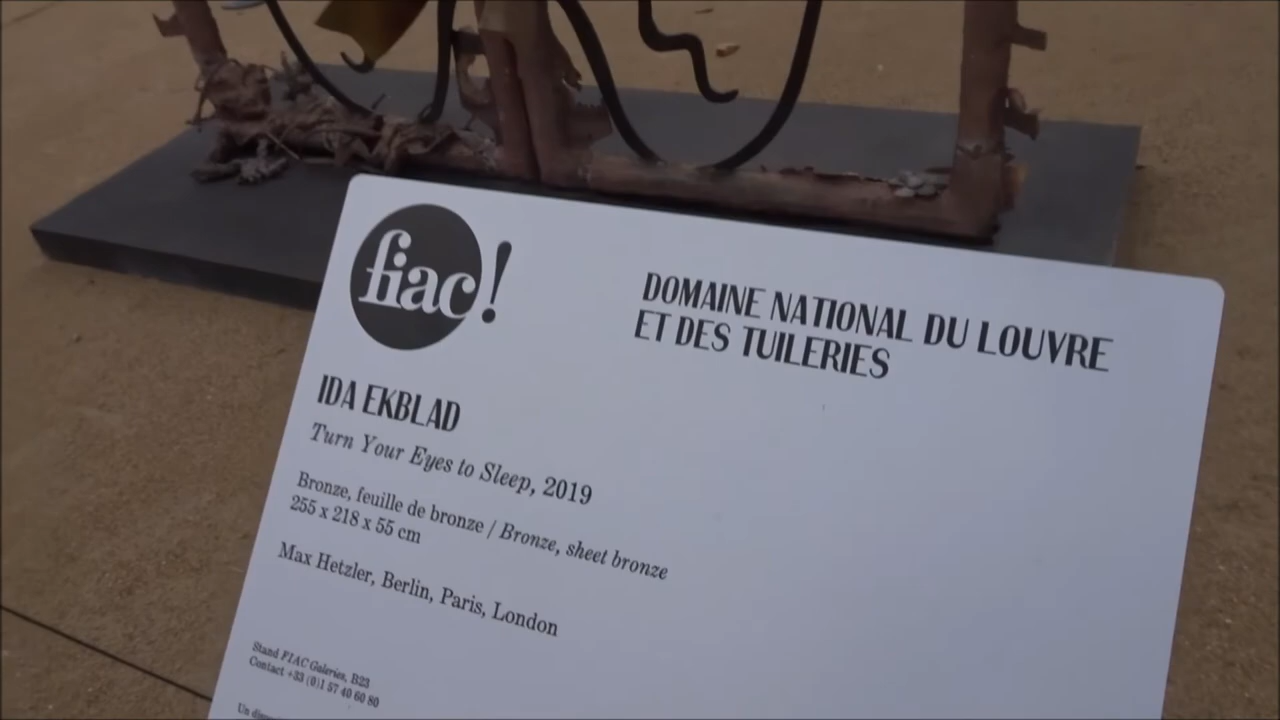 fiac!
DOMAINE NATIONAL DU LOUVRE
ET DES TUILERIES
IDA EKBLAD
Turn Your Eyes to Sleep, 2019
Bronze, feuille de bronze / Bronze, sheet bronze
255 x 218 x 55 cm
Max Hetzler, Berlin, Paris, London
Stand FIAC Galeries, B23
Contact +33 (0)1 57 40 60 80
Un